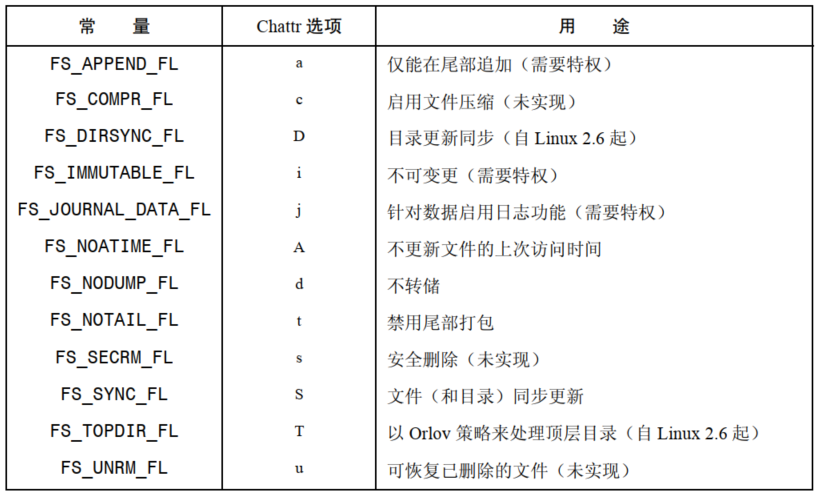 常 量 Chattr 选项 用 途
FS_APPEND_FL a 仅能在尾部追加（需要特权）
FS_COMPR_FL c 启用文件压缩（未实现）
FS_DIRSYNC_FL D 目录更新同步（自 Linux 2.6 起）
FS_IMMUTABLE_FL i 不可变更（需要特权）
FS_JOURNAL_DATA_FL j 针对数据启用日志功能（需要特权）
FS_NOATIME_FL A 不更新文件的上次访问时间
FS_NODUMP_FL d 不转储
FS_NOTAIL_FL t 禁用尾部打包
FS_SECRM_FL s 安全删除（未实现）
FS_SYNC_FL S 文件（和目录）同步更新
FS_TOPDIR_FL T 以 Orlov 策略来处理顶层目录（自 Linux 2.6 起）
FS_UNRM_FL u 可恢复已删除的文件（未实现）